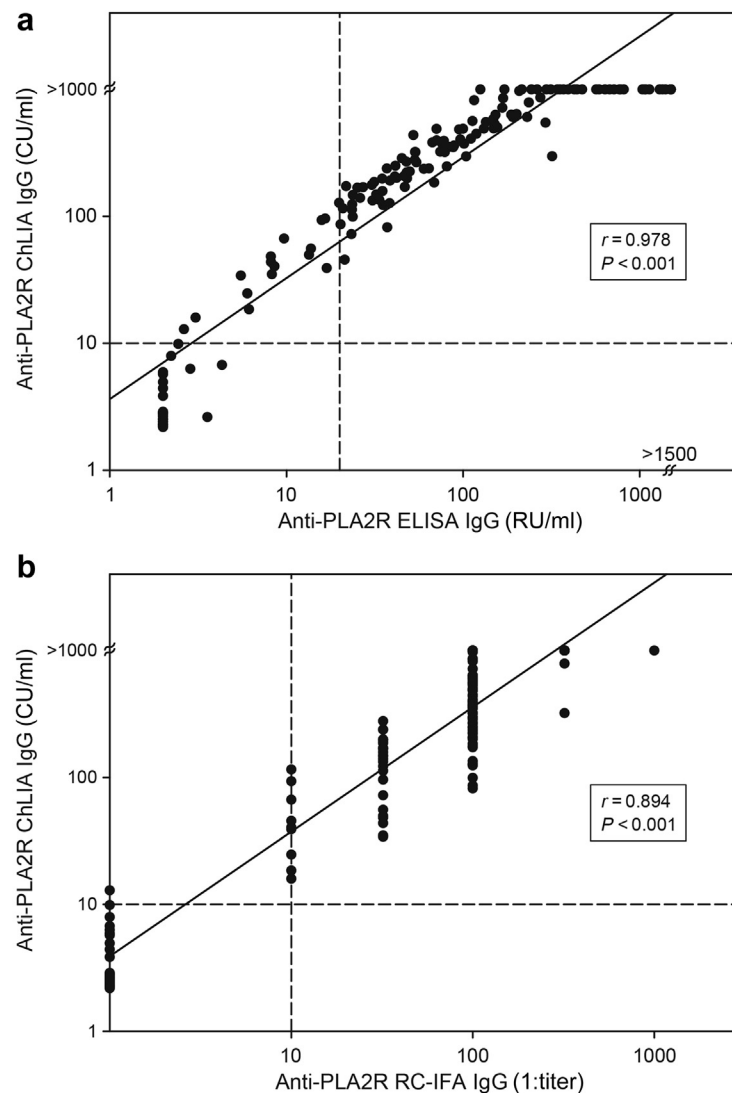 a
>1000
100
10
1
Anti-PLA2R ChLIA IgG (CU/ml)
r = 0.978
P < 0.001
>1500
1
10
100
1000
Anti-PLA2R ELISA IgG (RU/ml)
b
>1000
100
10
1
Anti-PLA2R ChLIA IgG (CU/ml)
r = 0.894
P < 0.001
10
100
1000
Anti-PLA2R RC-IFA IgG (1:titer)